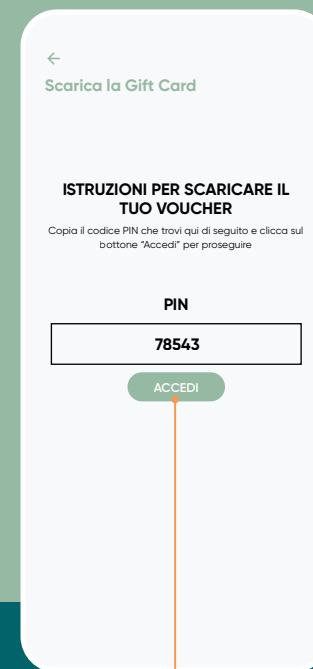 Scarica la Gift Card
ISTRUZIONI PER SCARICARE IL
TUO VOUCHER
Copia il codice PIN che trovi qui di seguito e clicca sul
bottone “Accedi” per proseguire
PIN
78543
ACCEDI